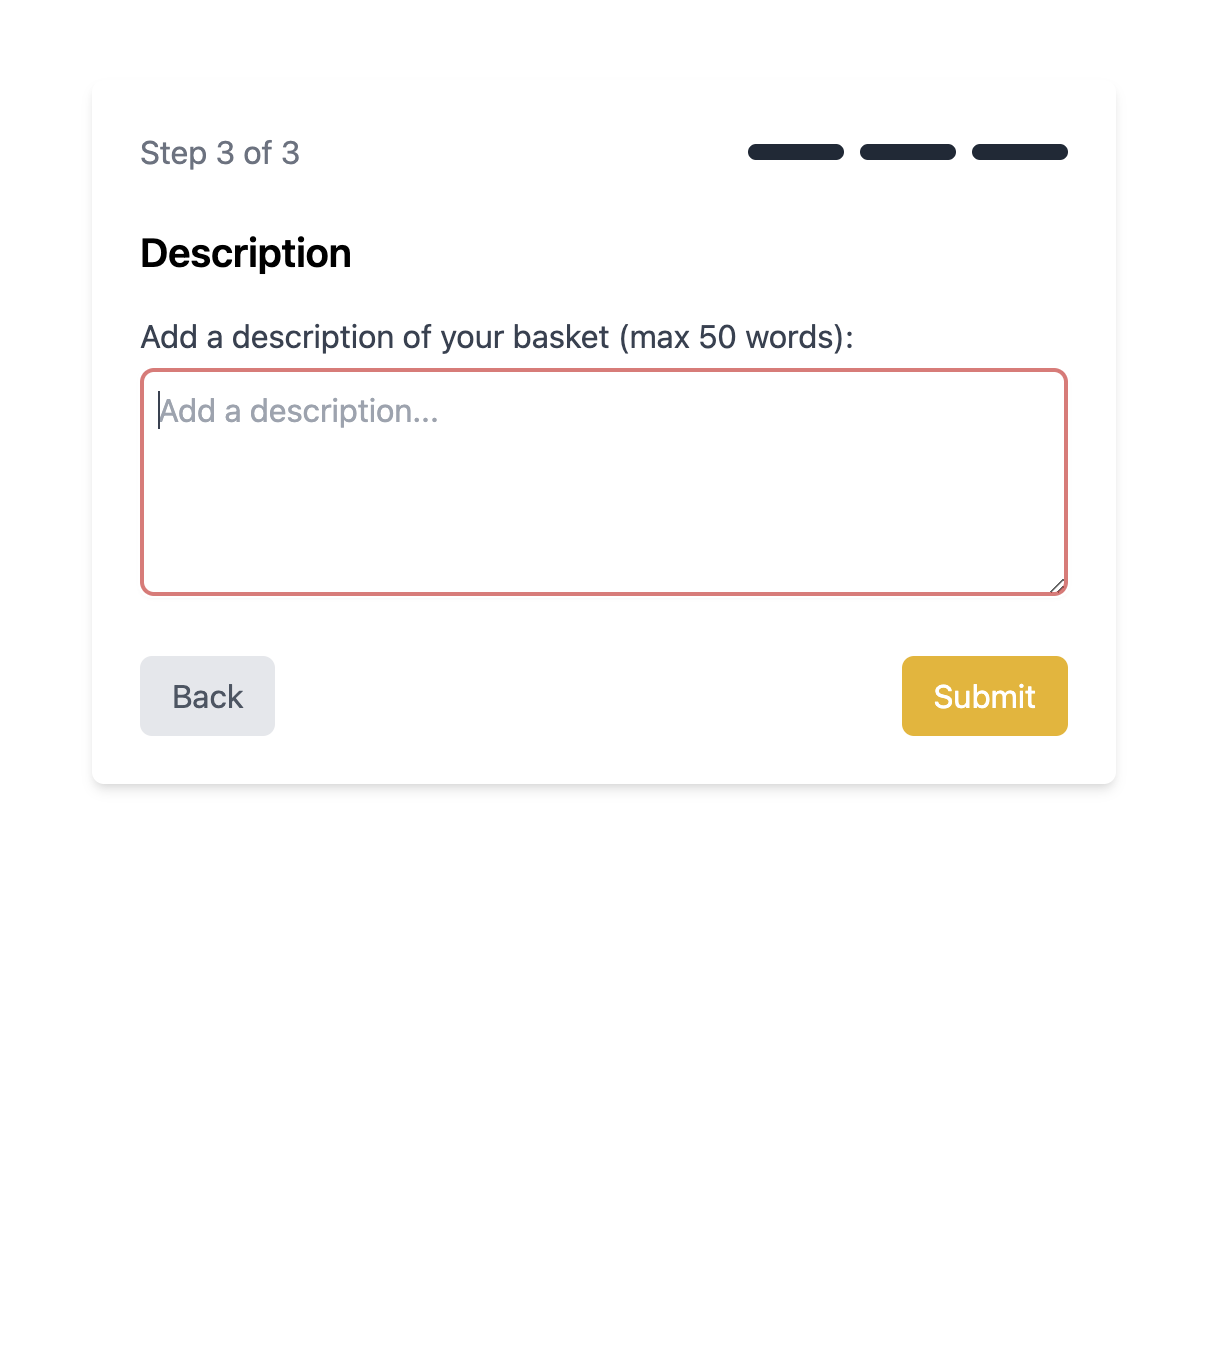 Step 3 of 3
Description
Add a description of your basket (max 50 words):
Add a description...
Back
Submit